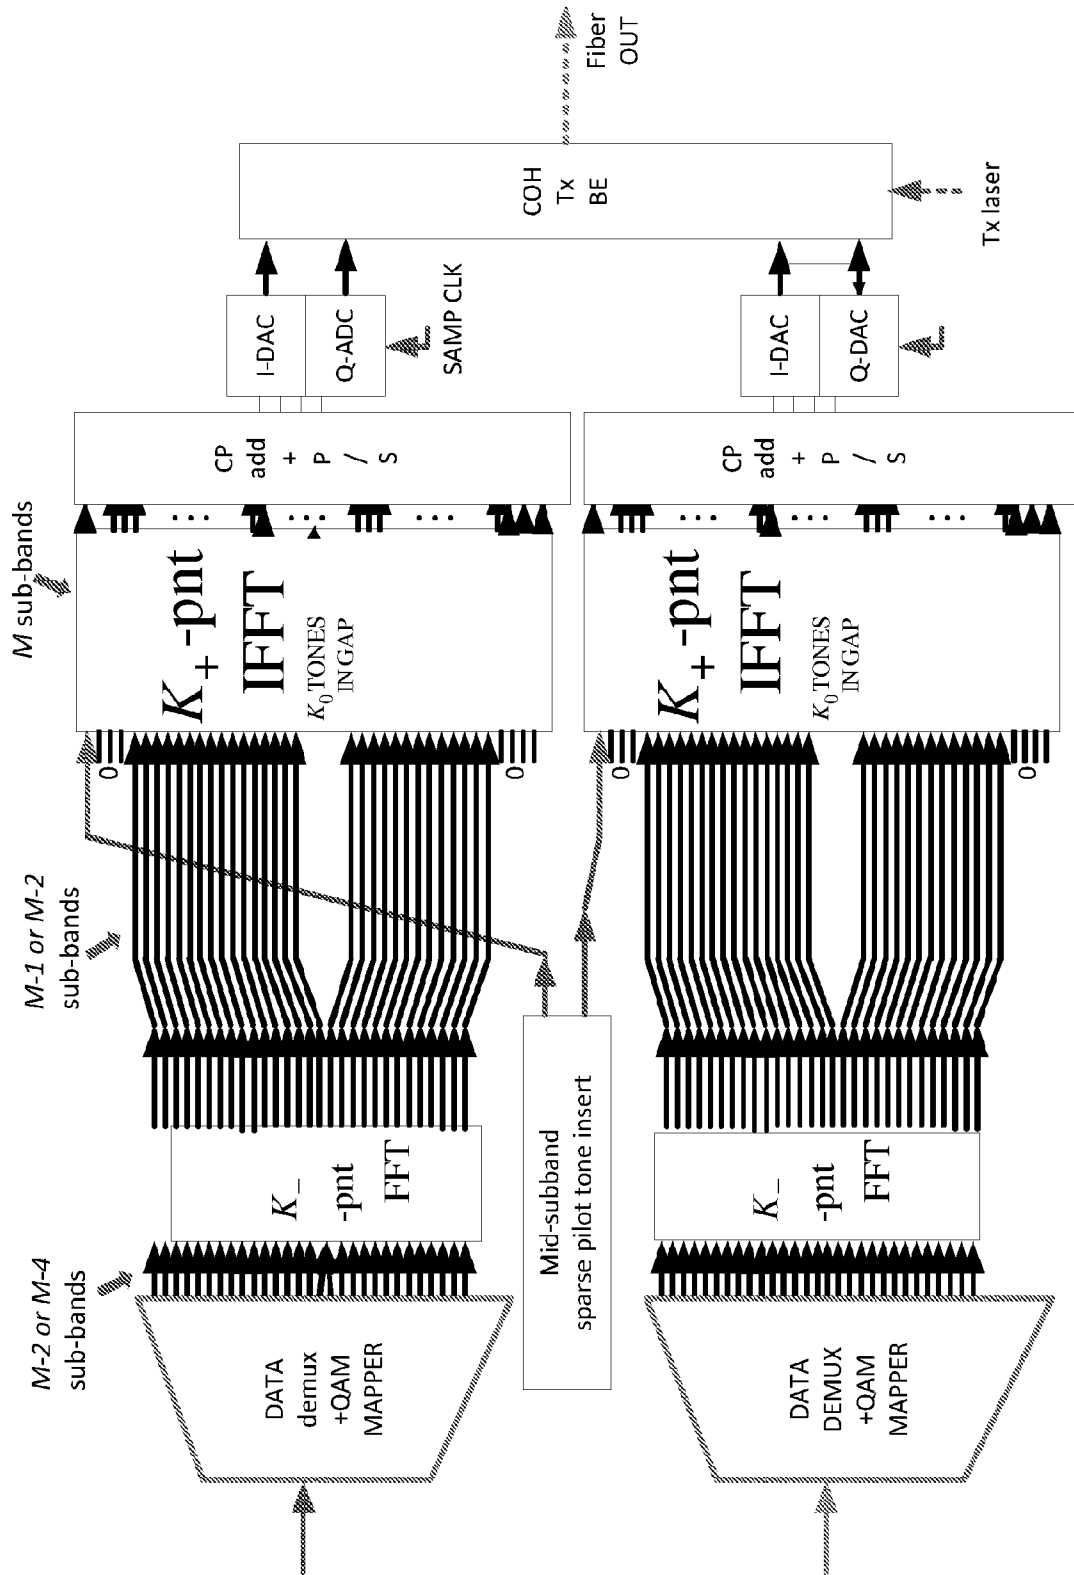 M-2 or M-4
sub-bands
M-1 or M-2
sub-bands
M sub-bands
DATA
demux
+QAM
MAPPER
K_
-pnt
FFT
0
0
K+-pnt
IFFT
K0 TONES
IN GAP
...
...
...
CP
add
+
P
/
S
I-DAC
Q-ADC
SAMP CLK
COH
Tx
BE
Fiber
OUT
Tx laser
Mid-subband
sparse pilot tone insert
DATA
DEMUX
+QAM
MAPPER
K_
-pnt
FFT
0
0
K+-pnt
IFFT
K0 TONES
IN GAP
...
...
...
CP
add
+
P
/
S
I-DAC
Q-DAC